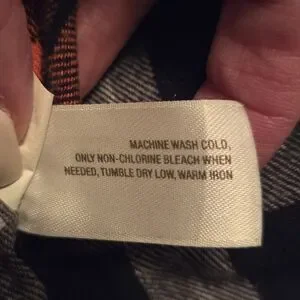 MACHINE WASH COLD,
ONLY NON-CHLORINE BLEACH WHEN
NEEDED, TUMBLE DRY LOW, WARM IRON